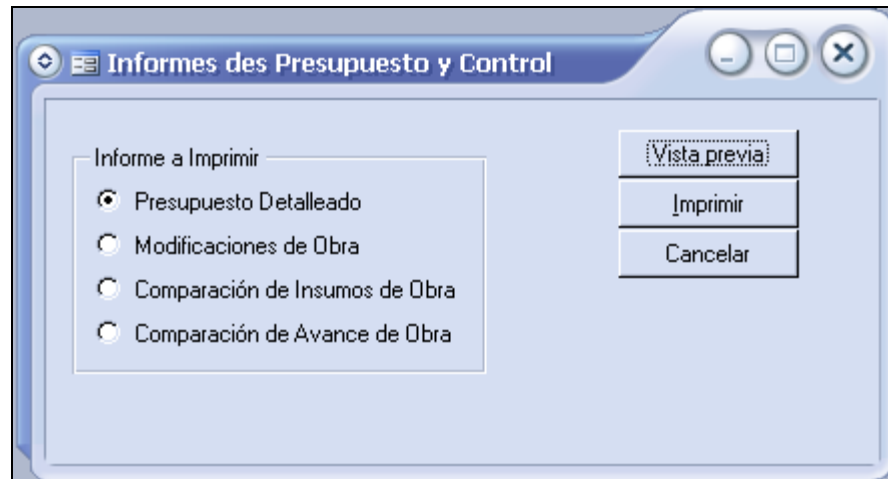 Informes des Presupuesto y Control
Informe a Imprimir
Presupuesto Detalleado
Modificaciones de Obra
Comparación de Insumos de Obra
Comparación de Avance de Obra
Vista previa
Imprimir
Cancelar